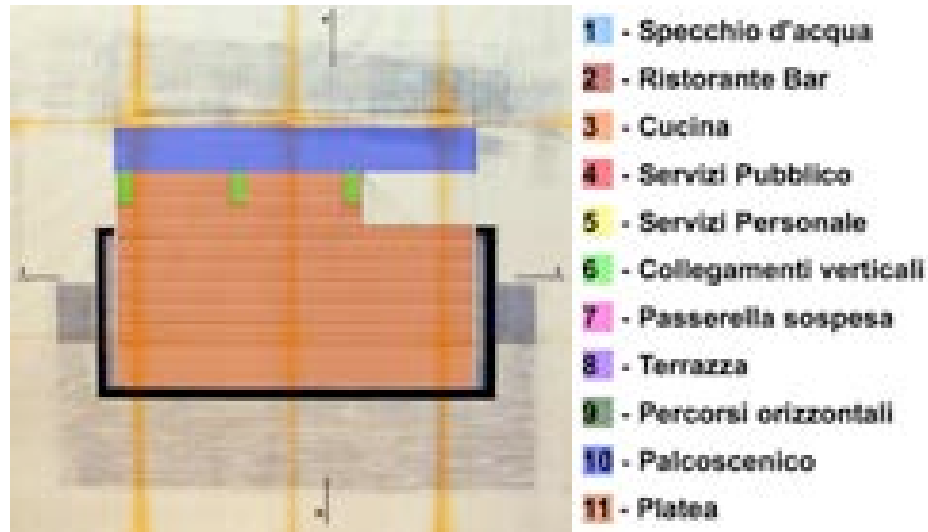 1 - Specchio d'acqua
2 - Ristorante Bar
3 - Cucina
4 - Servizi Pubblico
5 - Servizi Personale
6 - Collegamenti verticali
7 - Passerella sospesa
8 - Terrazza
9 - Percorsi orizzontali
10 - Palcoscenico
11 - Platea